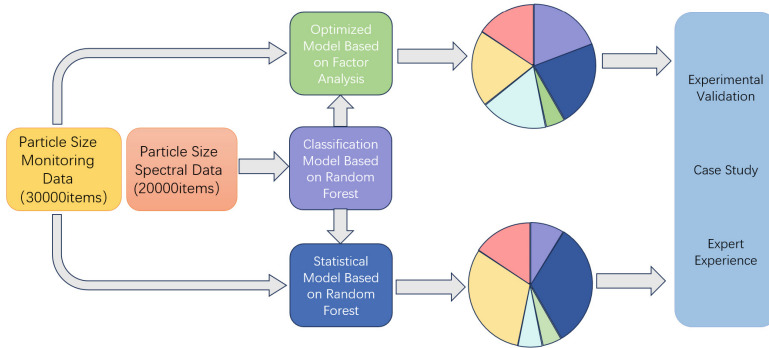 Particle Size
Monitoring
Data
(30000items)
Particle Size
Spectral Data
(20000items)
Optimized
Model Based
on Factor
Analysis
Classification
Model Based
on Random
Forest
Statistical
Model Based
on Random
Forest
Experimental
Validation
Case Study
Expert
Experience